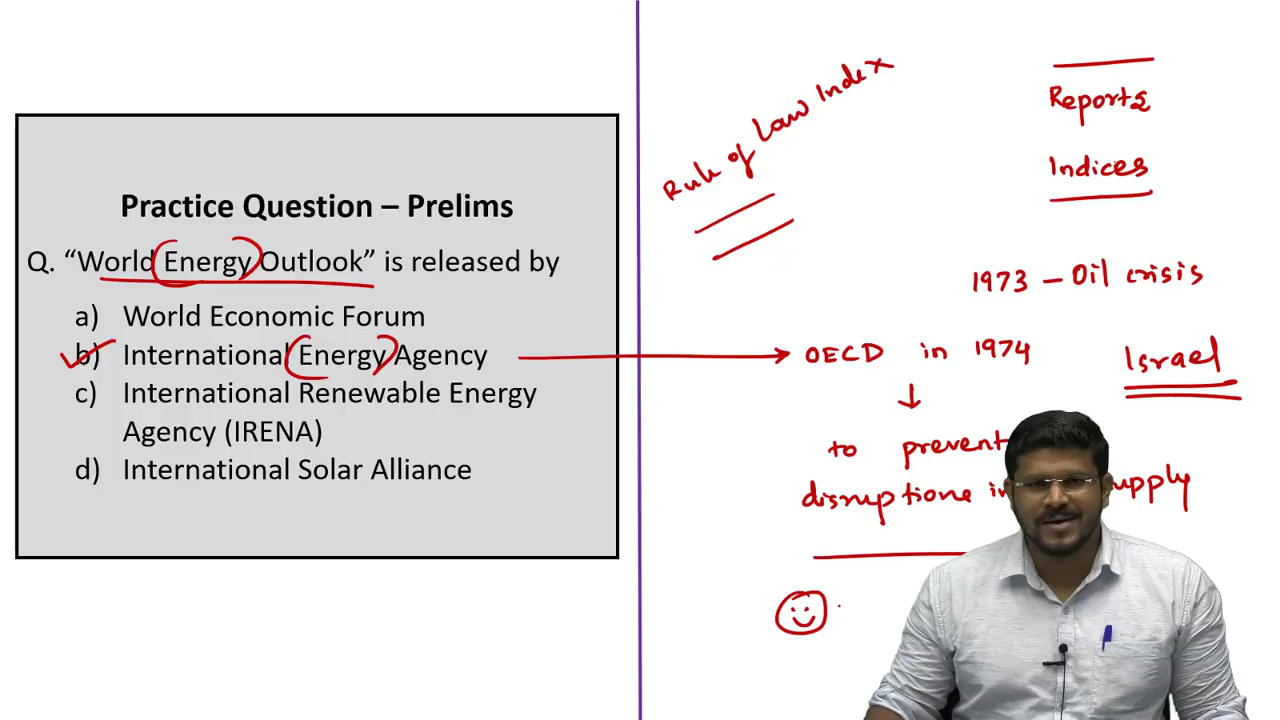 Practice Question – Prelims
Q. “World Energy Outlook” is released by
a) World Economic Forum
b) International Energy Agency
c) International Renewable Energy
Agency (IRENA)
d) International Solar Alliance
Rule of Law Index
Reports
Indices
1973 – Oil crisis
OECD in 1974
Israel
to prevent
disruptions in